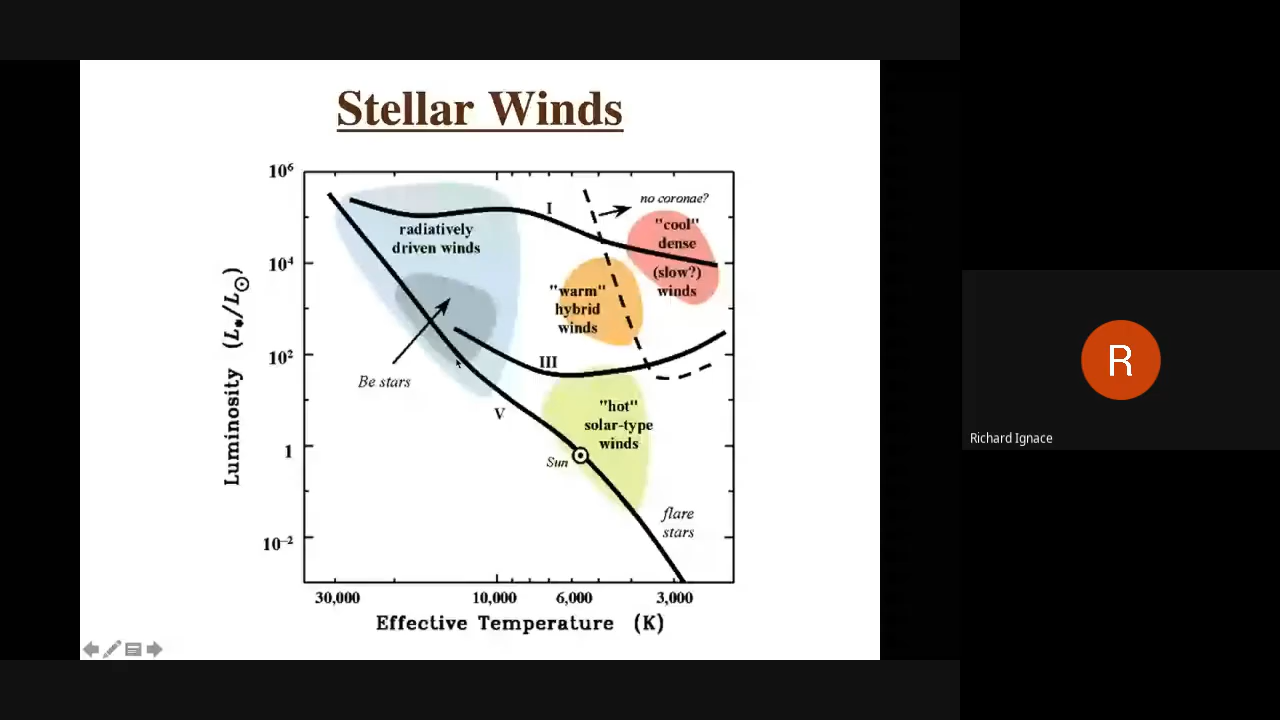 Stellar Winds
10⁶
10⁴
10²
1
10⁻²
Luminosity (L*/L☉)
radiatively
driven winds
I
no coronae?
"cool"
dense
(slow?)
winds
"warm"
hybrid
winds
III
Be stars
V
"hot"
solar-type
winds
Sun
flare
stars
30,000
10,000
6,000
3,000
Effective Temperature (K)
R
Richard Ignace